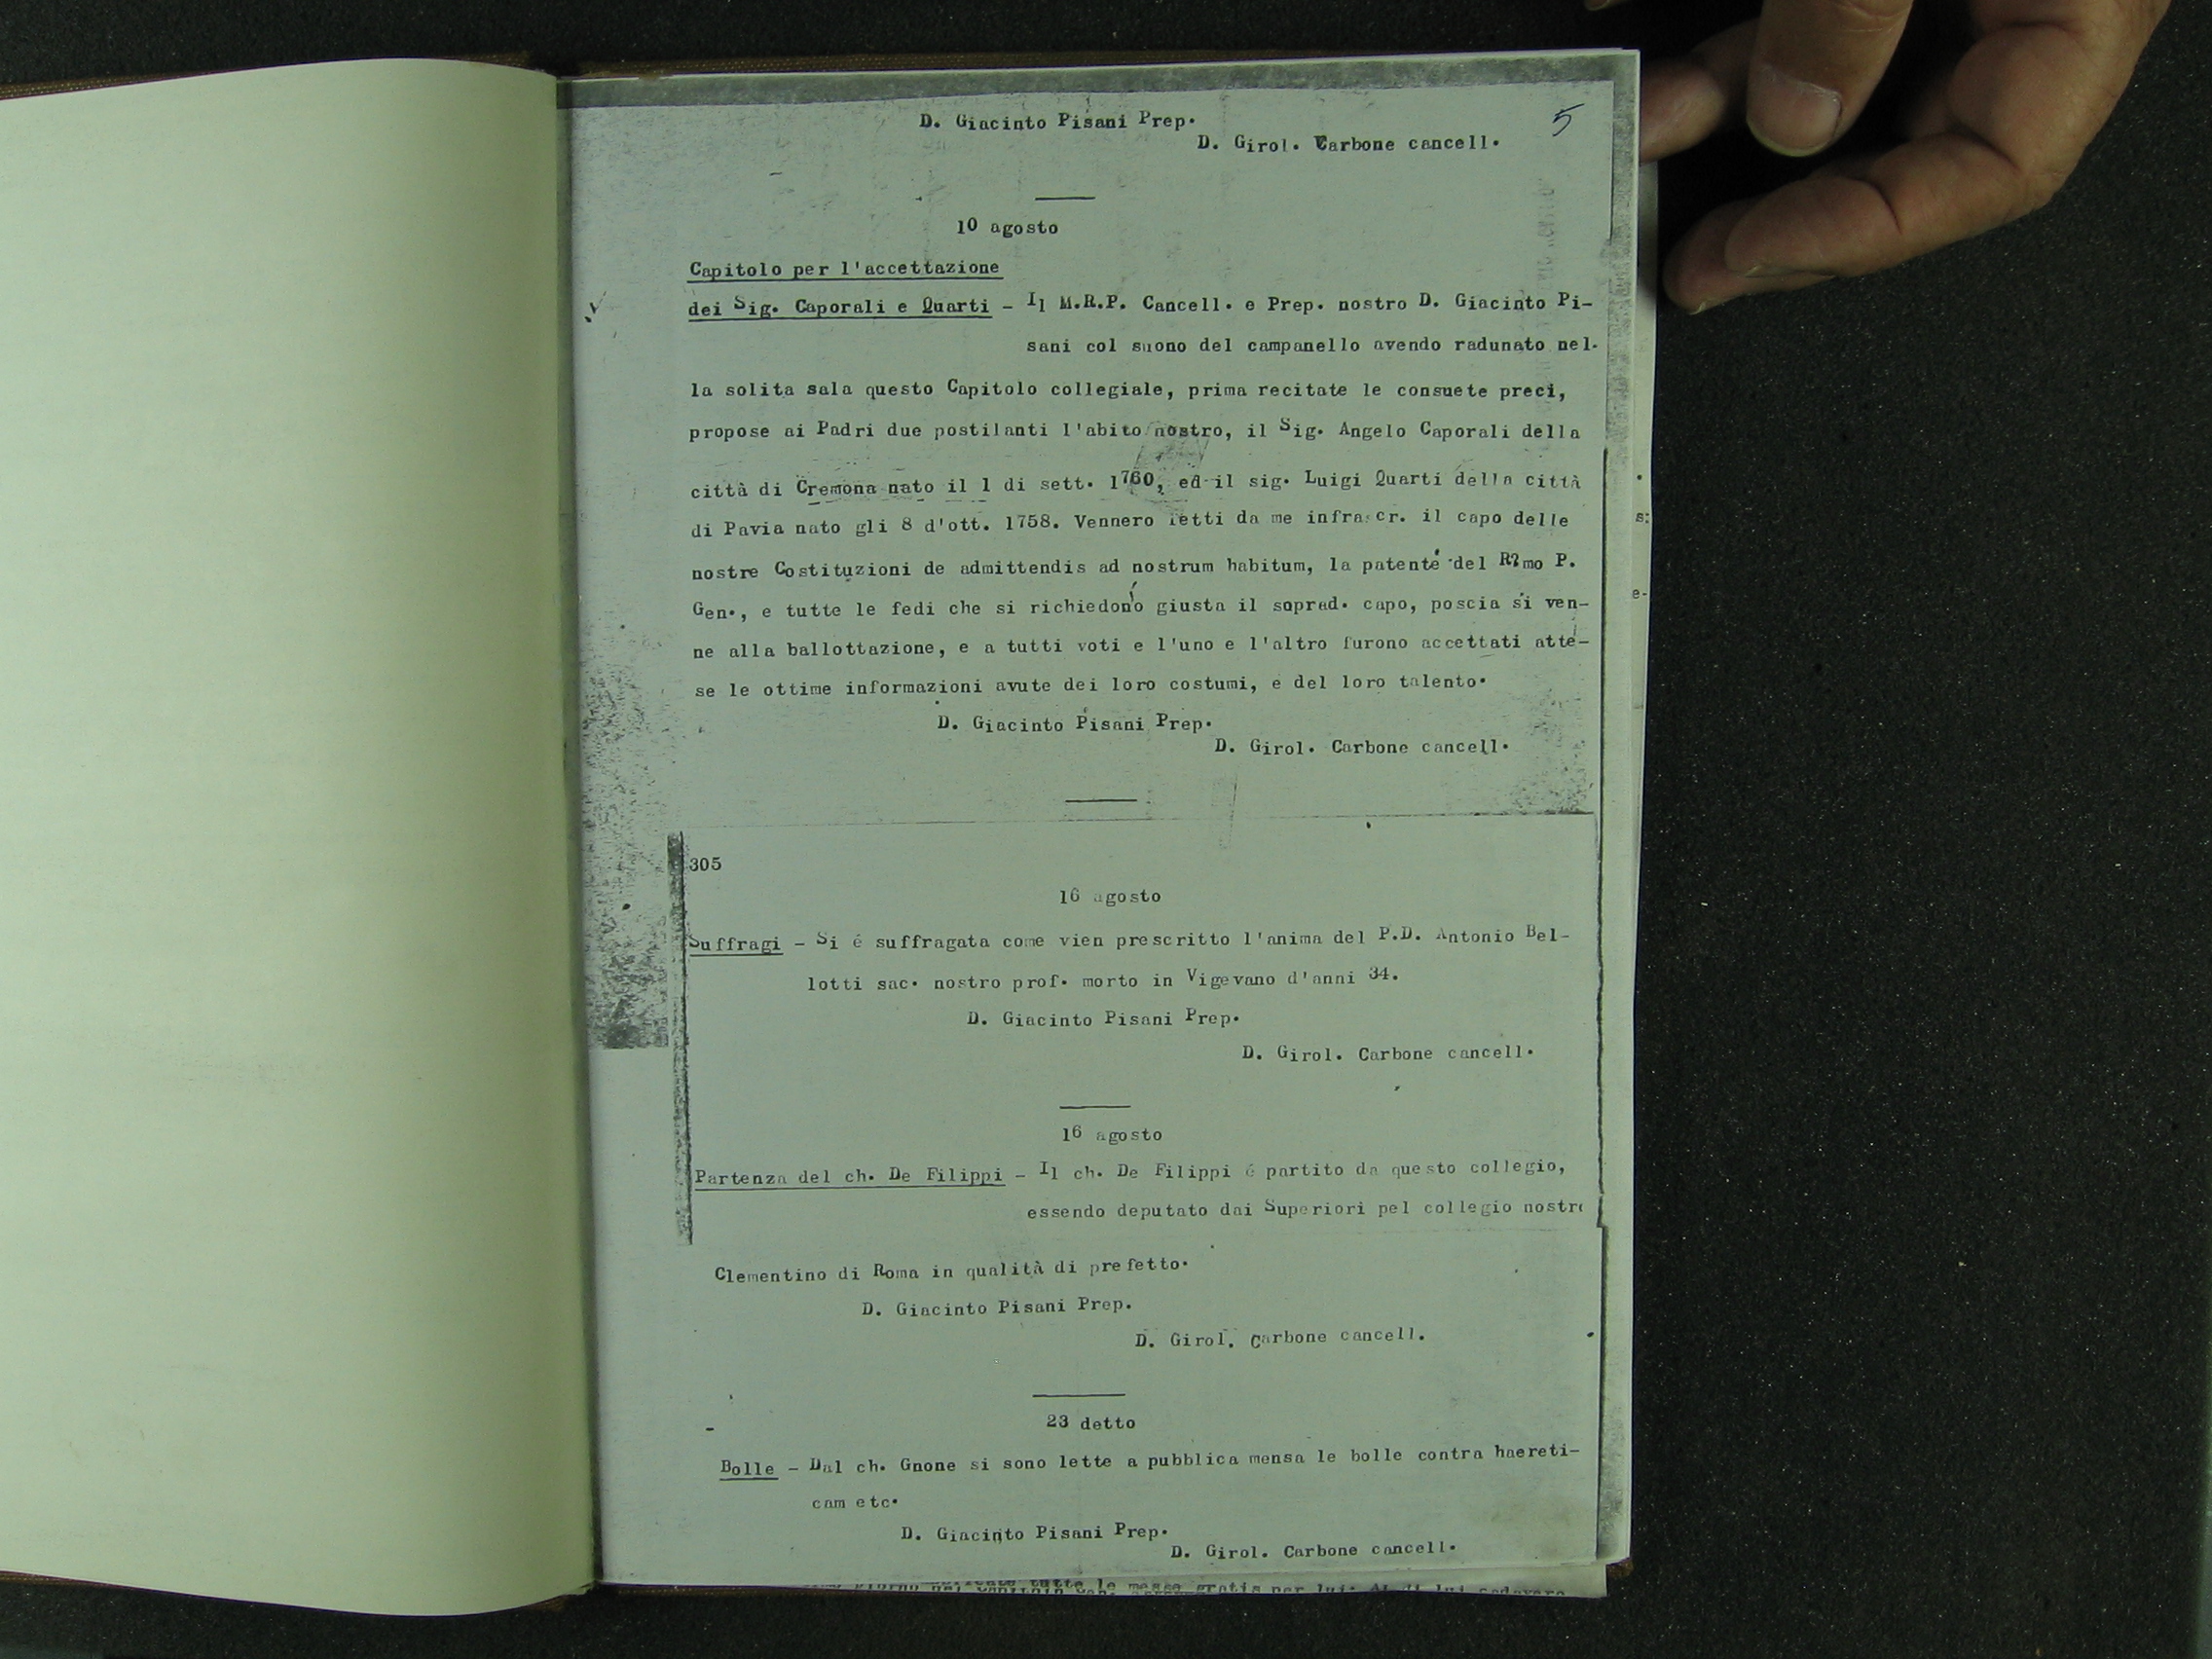 5
D. Giacinto Pisani Prep.
D. Girol. Carbone cancell.
10 agosto
Capitolo per l'accettazione
dei Sig. Caporali e Quarti - Il M.R.P. Cancell. e Prep. nostro D. Giacinto Pi-
sani col suono del campanello avendo radunato nel-
la solita sala questo Capitolo collegiale, prima recitate le consuete preci,
propose ai Padri due postilanti l'abito nostro, il Sig. Angelo Caporali della
città di Cremona nato il 1 di sett. 1760, ed il sig. Luigi Quarti della città
di Pavia nato gli 8 d'ott. 1758. Vennero letti da me infrascr. il capo delle
nostre Costituzioni de admittendis ad nostrum habitum, la patente del R?mo P.
Gen., e tutte le fedi che si richiedono giusta il soprad. capo, poscia si ven-
ne alla ballottazione, e a tutti voti e l'uno e l'altro furono accettati atte-
se le ottime informazioni avute dei loro costumi, e del loro talento.
D. Giacinto Pisani Prep.
D. Girol. Carbone cancell.
305
16 agosto
Suffragi - Si é suffragata come vien prescritto l'anima del P.D. Antonio Bel-
lotti sac. nostro prof. morto in Vigevano d'anni 34.
D. Giacinto Pisani Prep.
D. Girol. Carbone cancell.
16 agosto
Partenza del ch. De Filippi - Il ch. De Filippi é partito da questo collegio,
essendo deputato dai Superiori pel collegio nostro
Clementino di Roma in qualità di prefetto.
D. Giacinto Pisani Prep.
D. Girol. Carbone cancell.
23 detto
Bolle - Dal ch. Gnone si sono lette a pubblica mensa le bolle contra haereti-
cam etc.
D. Giacinto Pisani Prep.
D. Girol. Carbone cancell.
tutte le messe gratis per lui.